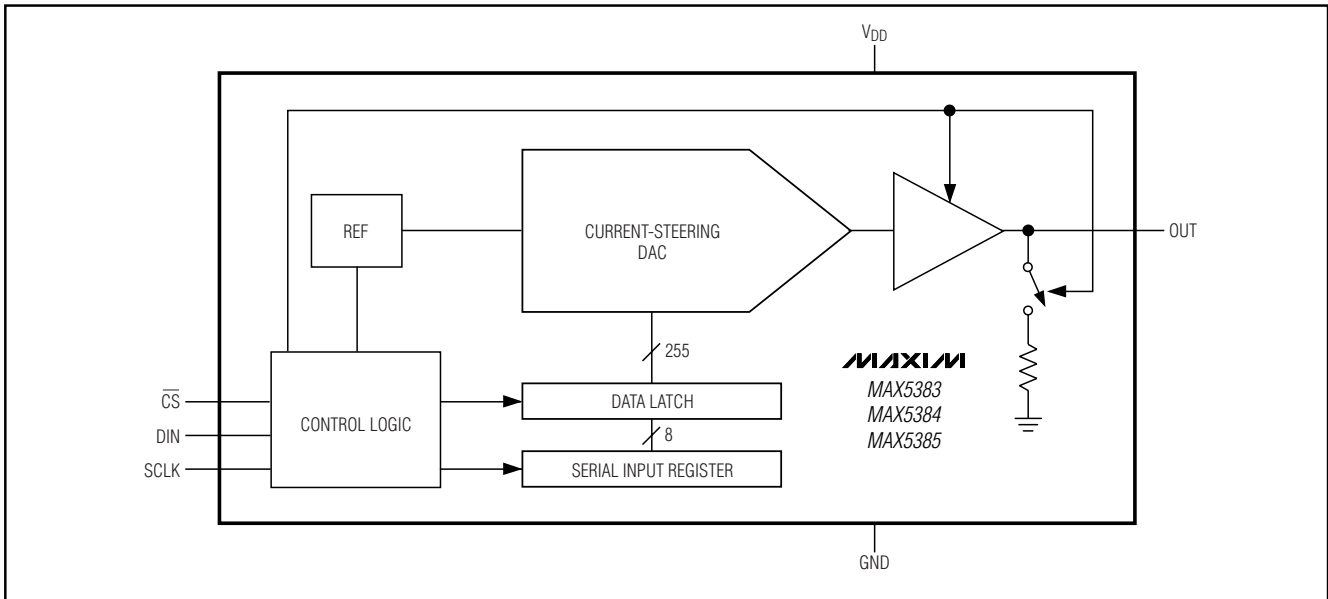 VDD
REF
CURRENT-STEERING
DAC
OUT
255
CS
DIN
SCLK
CONTROL LOGIC
DATA LATCH
8
SERIAL INPUT REGISTER
MAXIM
MAX5383
MAX5384
MAX5385
GND